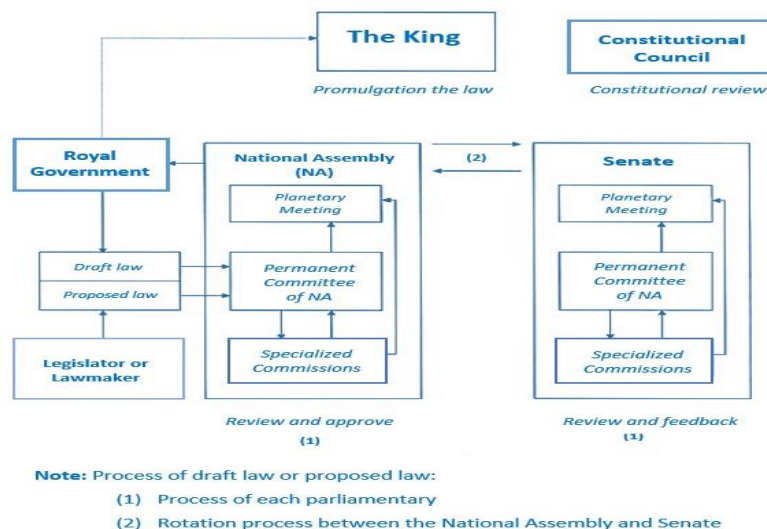 The King
Promulgation the law
Constitutional
Council
Constitutional review
Royal
Government
National Assembly
(NA)
(2)
Senate
Planetary
Meeting
Planetary
Meeting
Draft law
Proposed law
Permanent
Committee
of NA
Permanent
Committee
of NA
Legislator or
Lawmaker
Specialized
Commissions
Specialized
Commissions
Review and approve
(1)
Review and feedback
(1)
Note: Process of draft law or proposed law:
(1) Process of each parliamentary
(2) Rotation process between the National Assembly and Senate